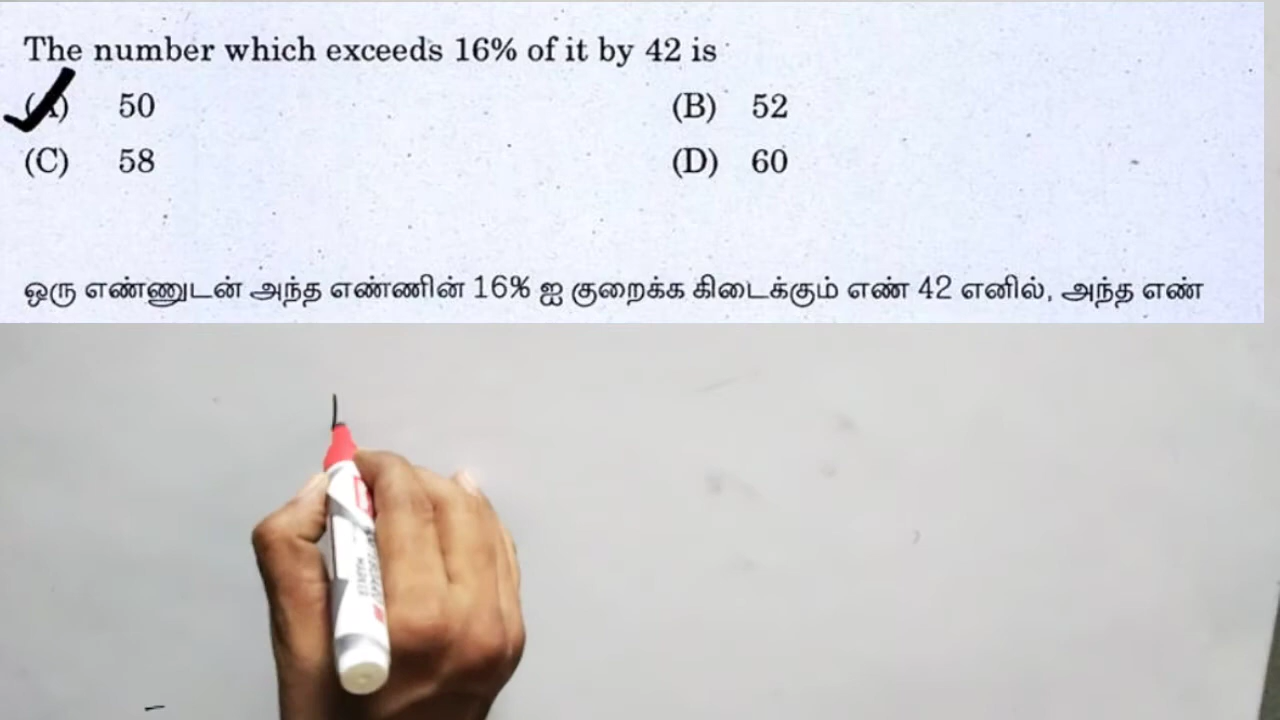 The number which exceeds 16% of it by 42 is
(A) 50 (B) 52
(C) 58 (D) 60
ஒரு எண்ணுடன் அந்த எண்ணின் 16% ஐ குறைக்க கிடைக்கும் எண் 42 எனில், அந்த எண்